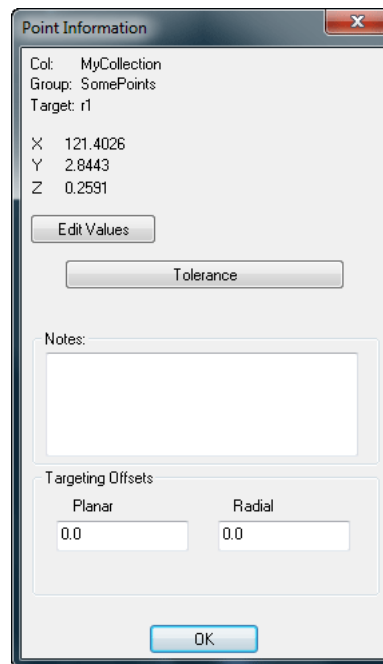 Point Information
Col: MyCollection
Group: SomePoints
Target: r1
X 121.4026
Y 2.8443
Z 0.2591
Edit Values
Tolerance
Notes:
Targeting Offsets
Planar Radial
0.0 0.0
OK